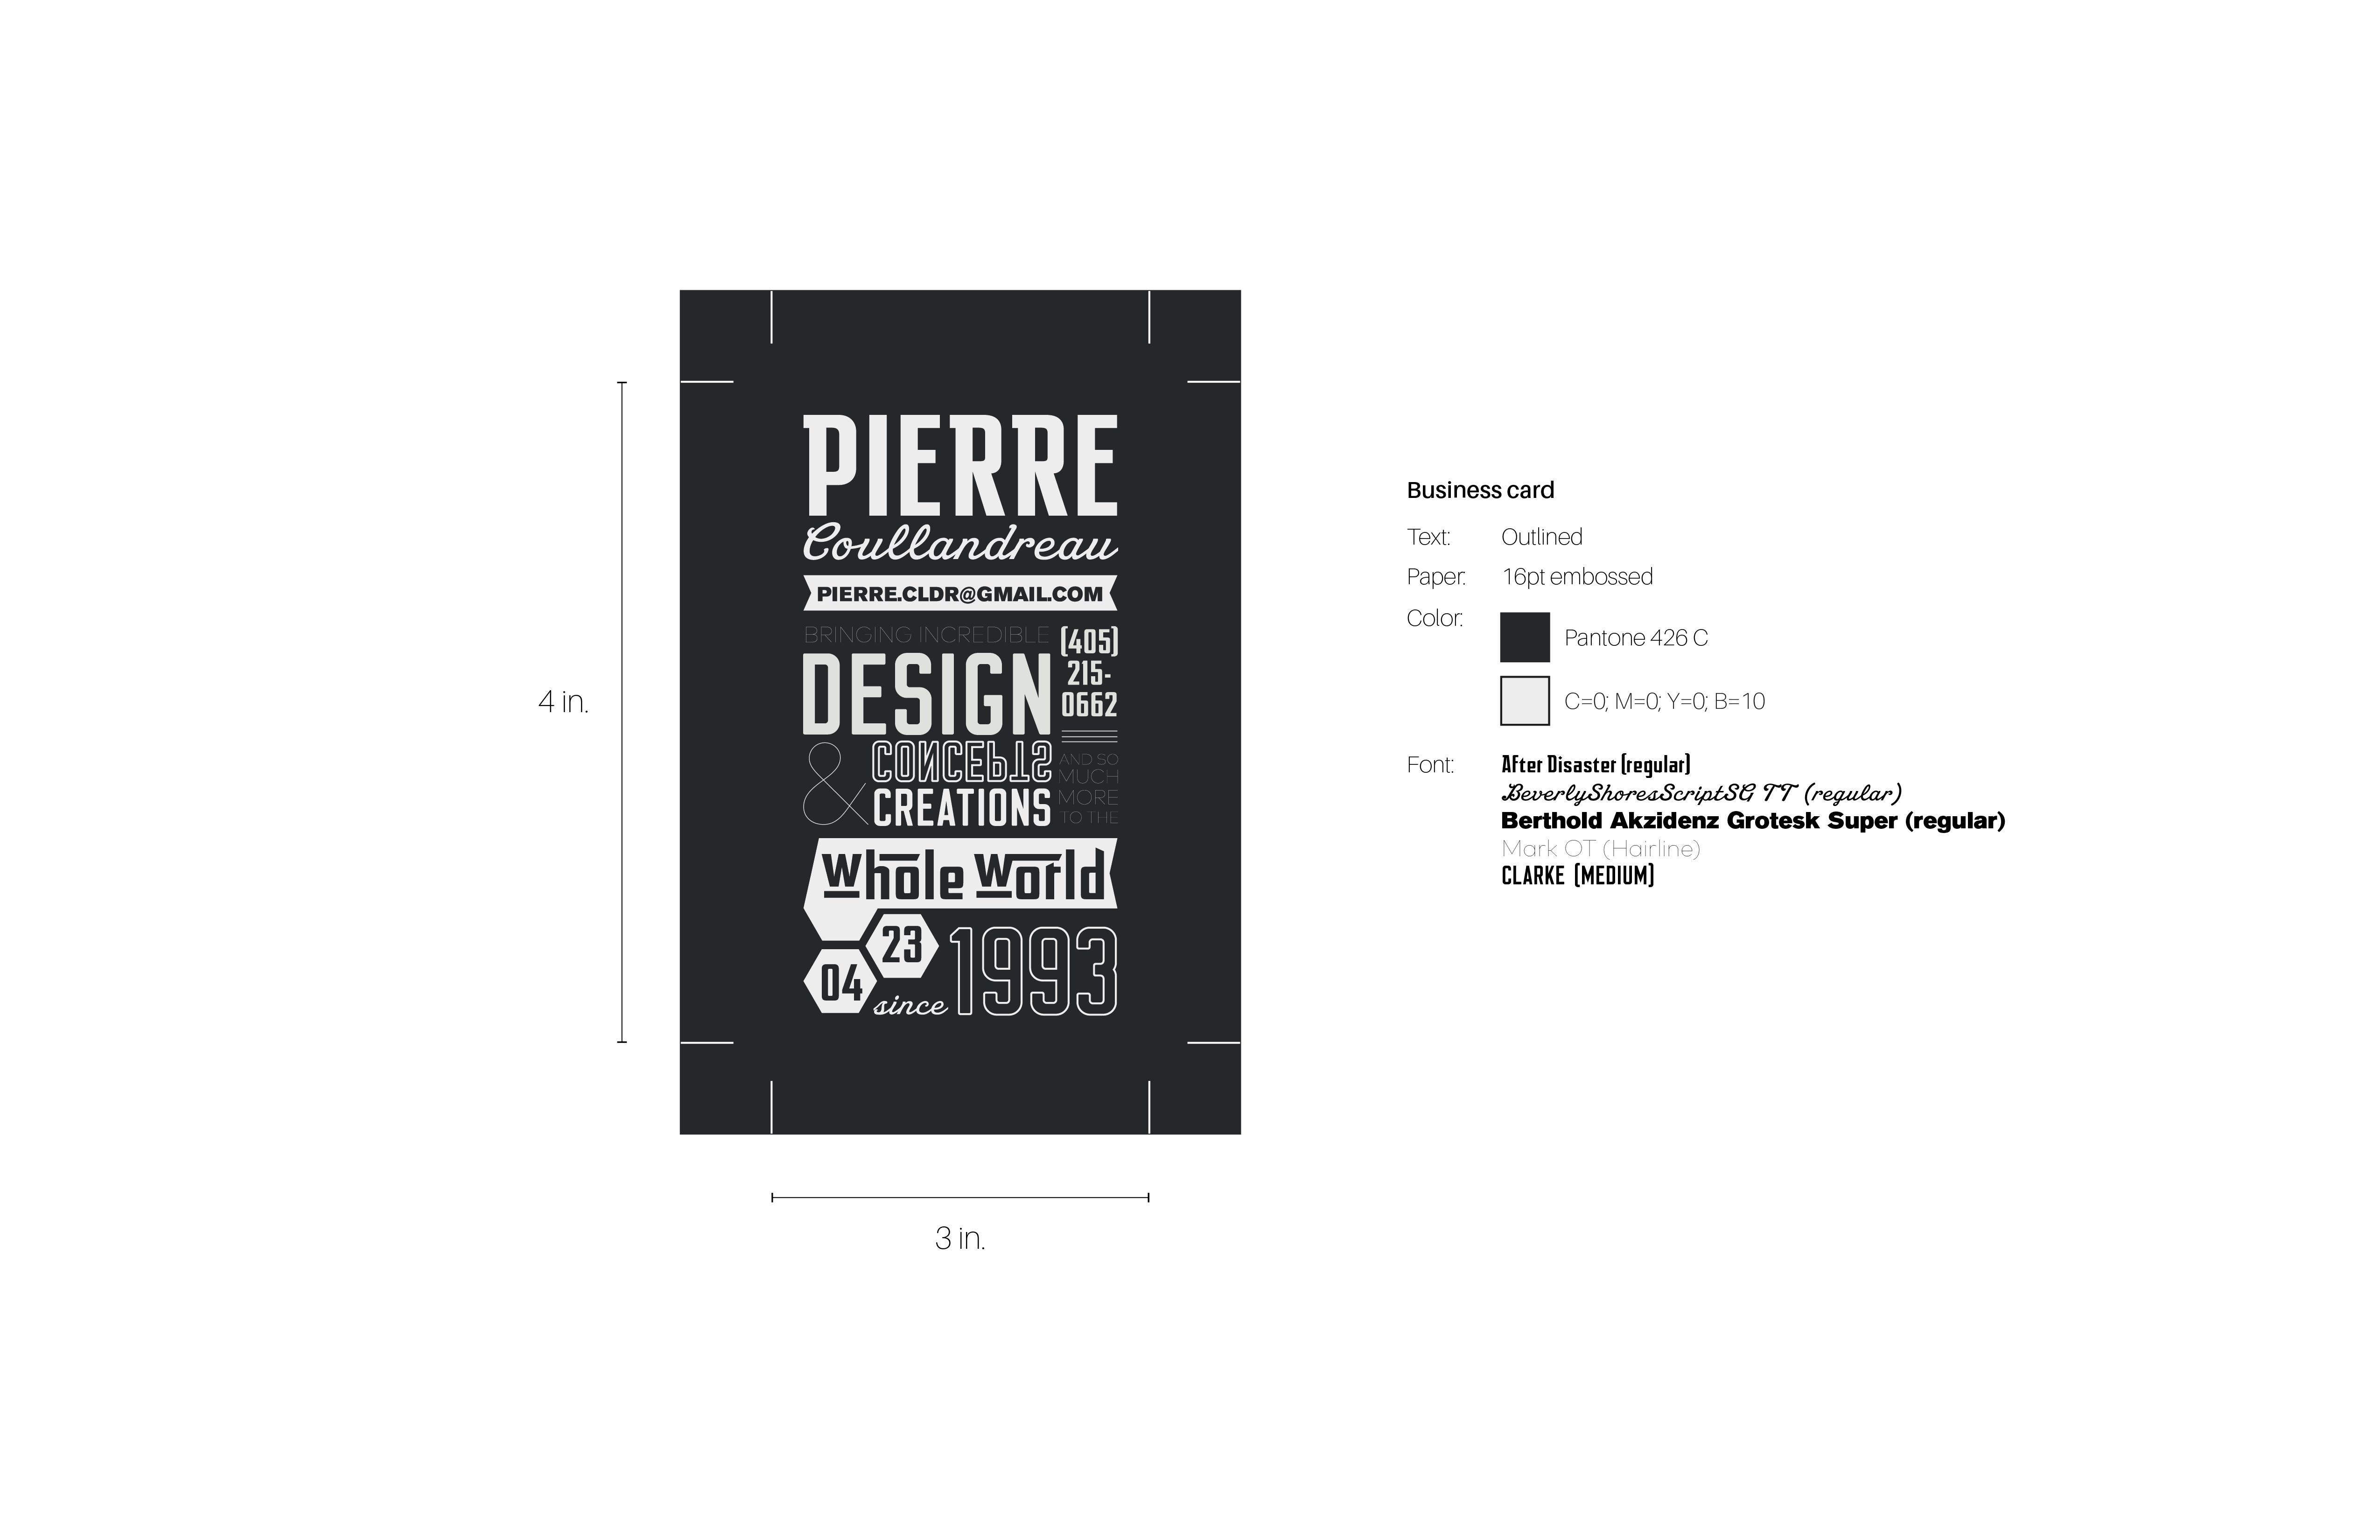 PIERRE
Coullandreau
PIERRE.CLDR@GMAIL.COM
BRINGING INCREDIBLE
DESIGN
(405)
215-
0662
&
CONCEPTS
CREATIONS
AND SO
MUCH
MORE
TO THE
whole world
23
04
since
1993
4 in.
3 in.
Business card
Text: Outlined
Paper: 16pt embossed
Color:
Pantone 426 C
C=0; M=0; Y=0; B=10
Font: After Disaster (regular)
BeverlyShoresScriptSG TT (regular)
Berthold Akzidenz Grotesk Super (regular)
Mark OT (Hairline)
CLARKE (MEDIUM)